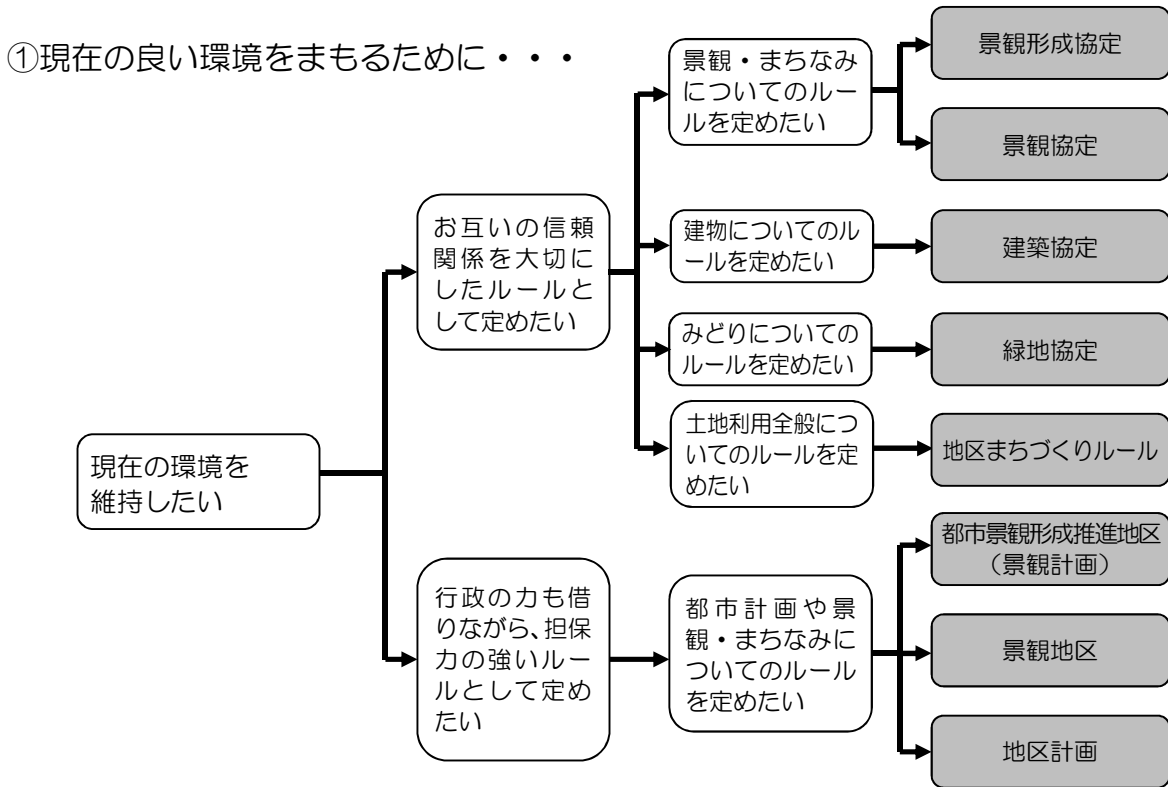 ①現在の良い環境をまもるために・・・
現在の環境を
維持したい
お互いの信頼
関係を大切に
したルールと
して定めたい
景観・まちなみ
についてのルー
ルを定めたい
景観形成協定
景観協定
建物についてのル
ールを定めたい
建築協定
みどりについての
ルールを定めたい
緑地協定
土地利用全般につ
いてのルールを定
めたい
地区まちづくりルール
行政の力も借
りながら、担保
力の強いルー
ルとして定め
たい
都市計画や景
観・まちなみに
ついてのルール
を定めたい
都市景観形成推進地区
（景観計画）
景観地区
地区計画